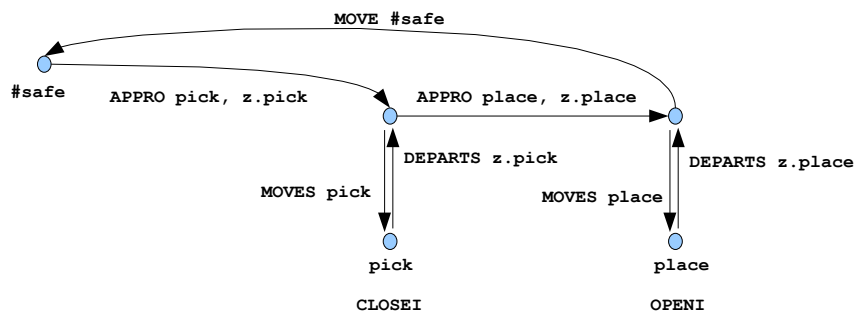 MOVE #safe
#safe
APPRO pick, z.pick
APPRO place, z.place
DEPARTS z.pick
DEPARTS z.place
MOVES pick
MOVES place
pick
place
CLOSEI
OPENI